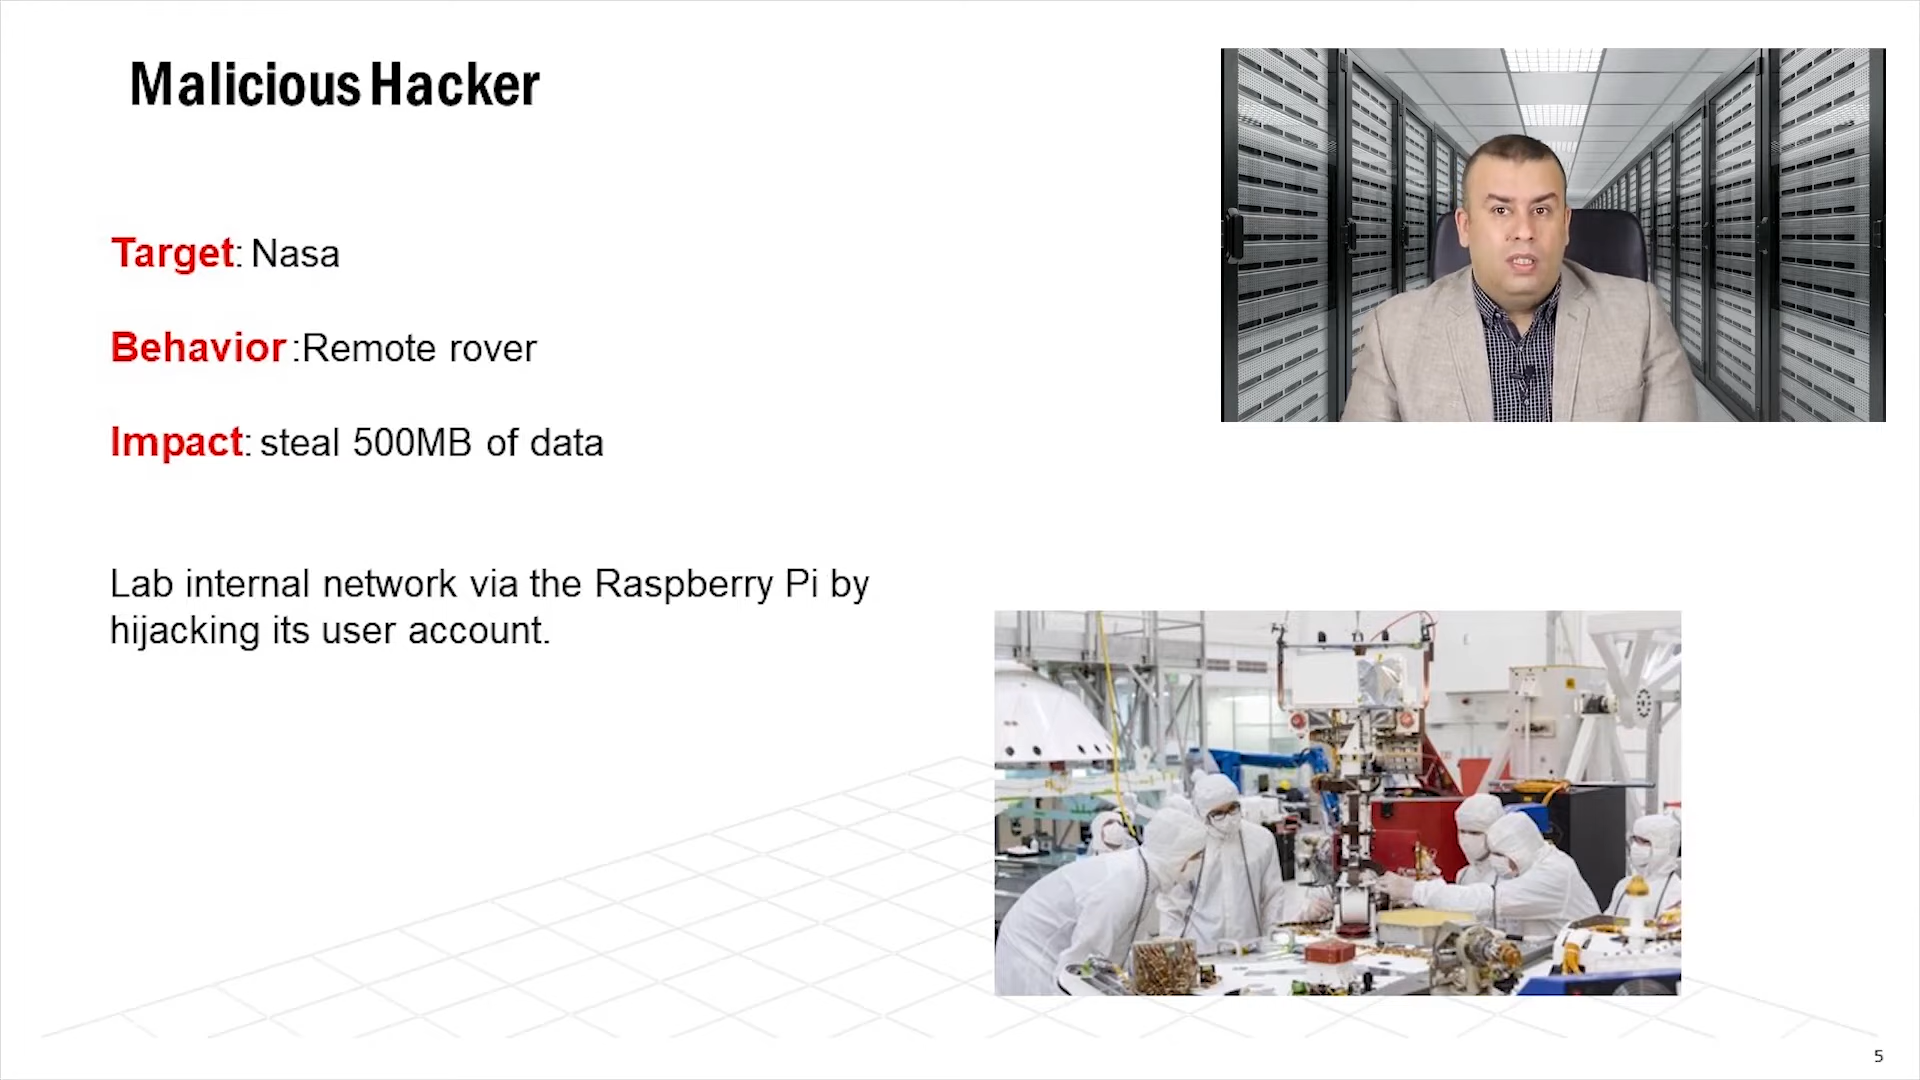 Malicious Hacker
Target: Nasa
Behavior :Remote rover
Impact: steal 500MB of data
Lab internal network via the Raspberry Pi by
hijacking its user account.
5